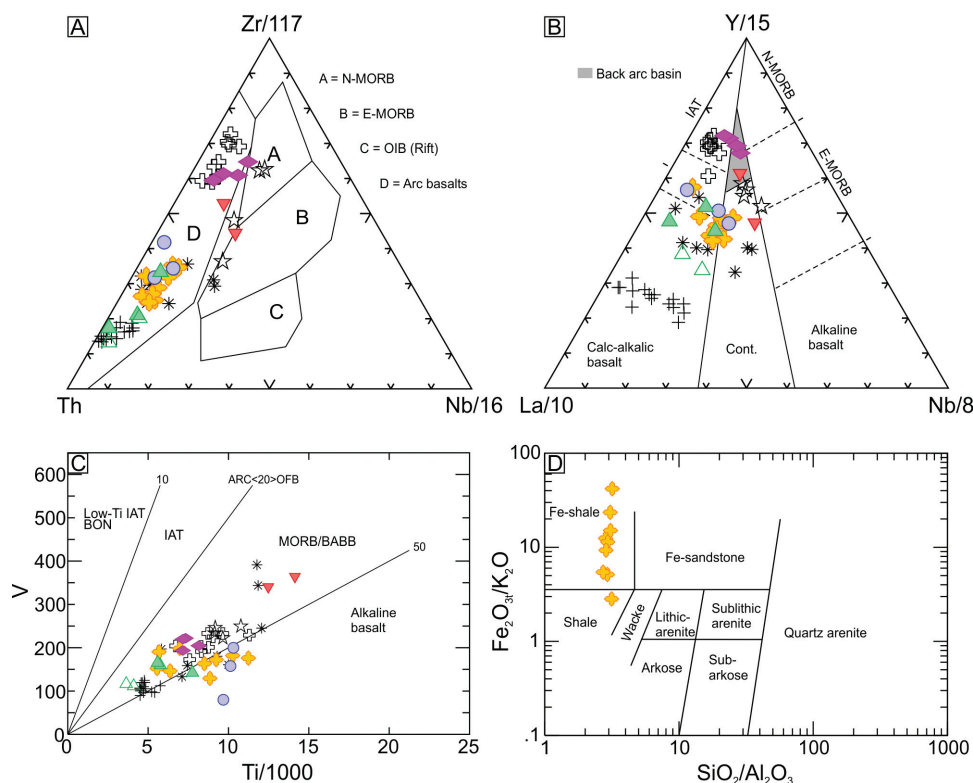 A
Zr/117
A = N-MORB
B = E-MORB
C = OIB (Rift)
D = Arc basalts
A
B
D
C
Th
Nb/16
B
Y/15
Back arc basin
N-MORB
IAT
E-MORB
Calc-alkalic
basalt
Cont.
Alkaline
basalt
La/10
Nb/8
C
600
500
400
300
200
100
0
V
10
Low-Ti IAT
BON
IAT
ARC<20>OFB
MORB/BABB
50
Alkaline
basalt
0
5
10
15
20
25
Ti/1000
D
100
10
1
.1
Fe2O3t/K2O
Fe-shale
Fe-sandstone
Shale
Wacke
Lithic-
arenite
Sublithic
arenite
Quartz arenite
Arkose
Sub-
arkose
1
10
100
1000
SiO2/Al2O3